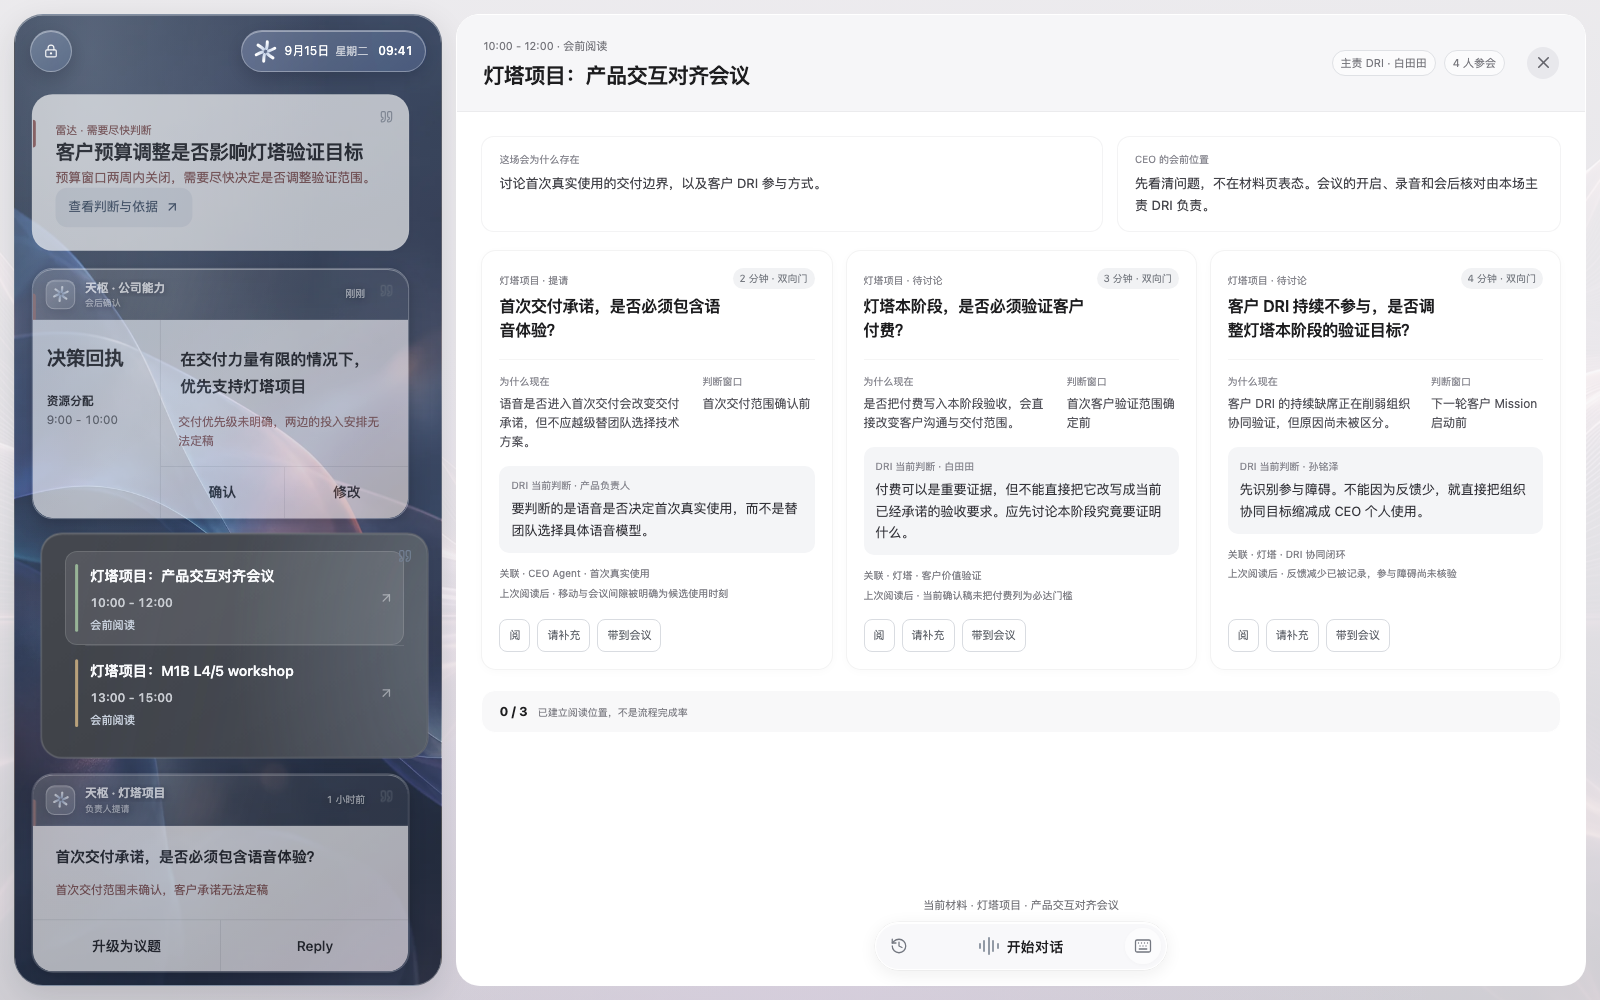 9月15日 星期二 09:41
雷达 · 需要尽快判断
客户预算调整是否影响灯塔验证目标
预算窗口两周内关闭，需要尽快决定是否调整验证范围。
查看判断与依据
天枢 · 公司能力
会后确认
刚刚
决策回执
资源分配
9:00 - 10:00
在交付力量有限的情况下，
优先支持灯塔项目
交付优先级未明确，两边的投入安排无
法定稿
确认
修改
灯塔项目：产品交互对齐会议
10:00 - 12:00
会前阅读
灯塔项目：M1B L4/5 workshop
13:00 - 15:00
会前阅读
天枢 · 灯塔项目
负责人提请
1 小时前
首次交付承诺，是否必须包含语音体验?
首次交付范围未确认，客户承诺无法定稿
升级为议题
Reply
10:00 - 12:00 · 会前阅读
灯塔项目：产品交互对齐会议
主责 DRI · 白田田
4 人参会
这场会为什么存在
讨论首次真实使用的交付边界，以及客户 DRI 参与方式。
CEO 的会前位置
先看清问题，不在材料页表态。会议的开启、录音和会后核对由本场主
责 DRI 负责。
灯塔项目 · 提请
2 分钟 · 双向门
首次交付承诺，是否必须包含语
音体验?
为什么现在
语音是否进入首次交付会改变交付
承诺，但不应越级替团队选择技术
方案。
判断窗口
首次交付范围确认前
DRI 当前判断 · 产品负责人
要判断的是语音是否决定首次真实使用，而不是替
团队选择具体语音模型。
关联 · CEO Agent · 首次真实使用
上次阅读后 · 移动与会议间隙被明确为候选使用时刻
阅
请补充
带到会议
灯塔项目 · 待讨论
3 分钟 · 双向门
灯塔本阶段，是否必须验证客户
付费?
为什么现在
是否把付费写入本阶段验收，会直
接改变客户沟通与交付范围。
判断窗口
首次客户验证范围确
定前
DRI 当前判断 · 白田田
付费可以是重要证据，但不能直接把它改写成当前
已经承诺的验收要求。应先讨论本阶段究竟要证明
什么。
关联 · 灯塔 · 客户价值验证
上次阅读后 · 当前确认稿未把付费列为必达门槛
阅
请补充
带到会议
灯塔项目 · 待讨论
4 分钟 · 双向门
客户 DRI 持续不参与，是否调
整灯塔本阶段的验证目标?
为什么现在
客户 DRI 的持续缺席正在削弱组织
协同验证，但原因尚未被区分。
判断窗口
下一轮客户 Mission
启动前
DRI 当前判断 · 孙铭泽
先识别参与障碍。不能因为反馈少，就直接把组织
协同目标缩减成 CEO 个人使用。
关联 · 灯塔 · DRI 协同闭环
上次阅读后 · 反馈减少已被记录，参与障碍尚未核验
阅
请补充
带到会议
0 / 3 已建立阅读位置，不是流程完成率
当前材料 · 灯塔项目 · 产品交互对齐会议
开始对话